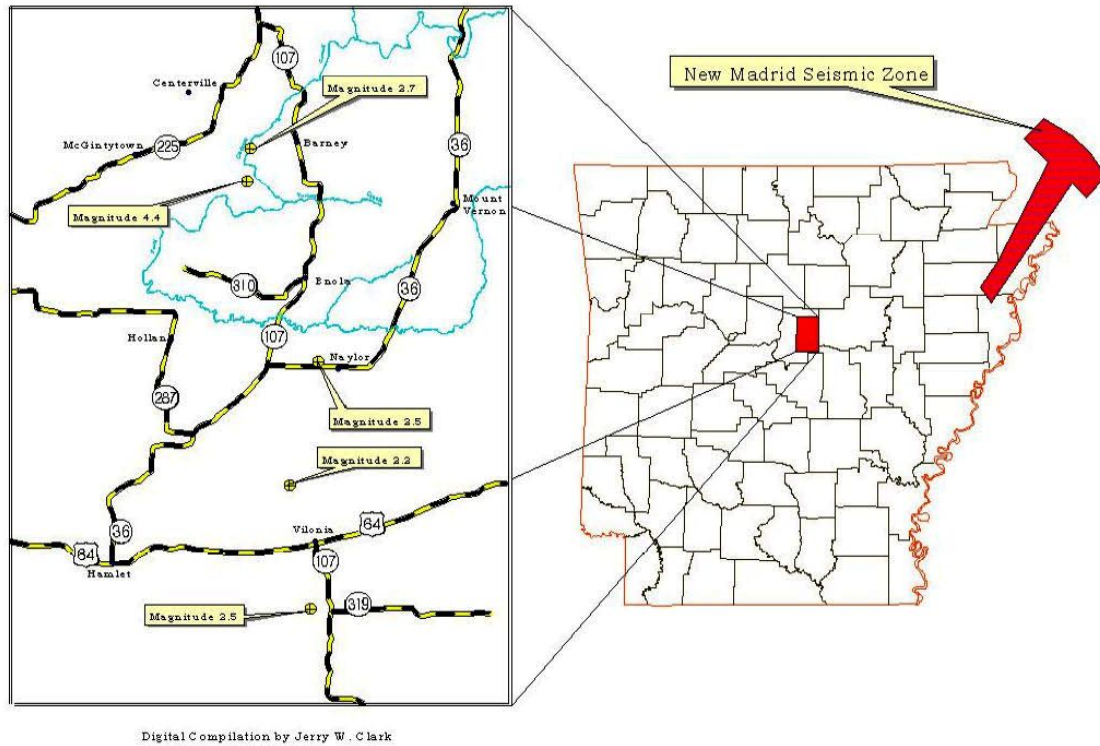 107
Centerville
Magnitude 2.7
New Madrid Seismic Zone
McGintytown
225
Barney
36
Magnitude 4.4
Mount
Vernon
310
Enola
36
107
Hollan
Naylor
287
Magnitude 2.5
Magnitude 2.2
36
Vilonia
64
64
Hamlet
107
Magnitude 2.5
319
Digital Compilation by Jerry W. Clark